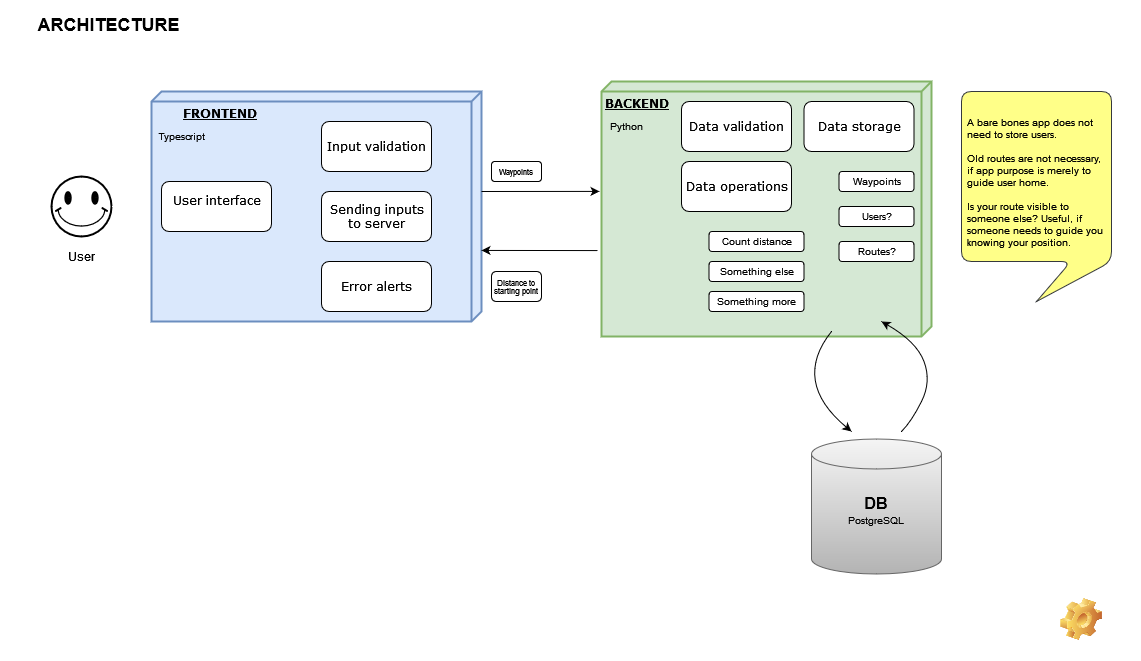 ARCHITECTURE
FRONTEND
Typescript
User interface
Input validation
Sending inputs
to server
Error alerts
User
Waypoints
Distance to
starting point
BACKEND
Python
Data validation
Data storage
Data operations
Waypoints
Users?
Routes?
Count distance
Something else
Something more
A bare bones app does not
need to store users.
Old routes are not necessary,
if app purpose is merely to
guide user home.
Is your route visible to
someone else? Useful, if
someone needs to guide you
knowing your position.
DB
PostgreSQL